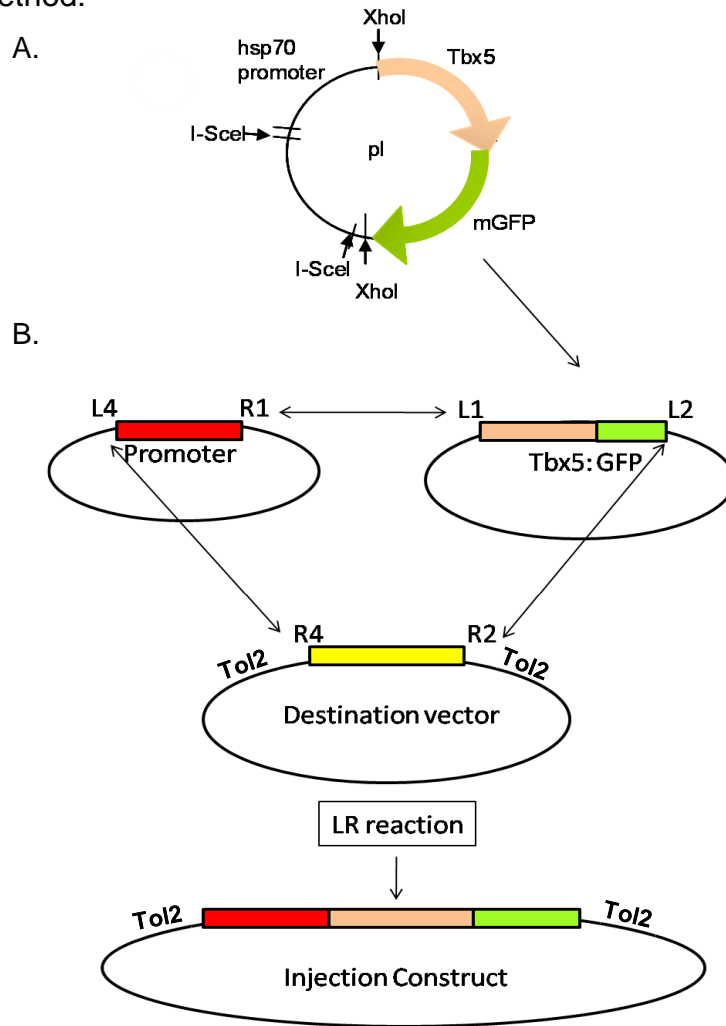 ethod.
A.
XhoI
hsp70
promoter
Tbx5
I-SceI
pI
mGFP
I-SceI
XhoI
B.
L4
R1
L1
L2
Promoter
Tbx5: GFP
R4
R2
Tol2
Tol2
Destination vector
LR reaction
Tol2
Tol2
Injection Construct